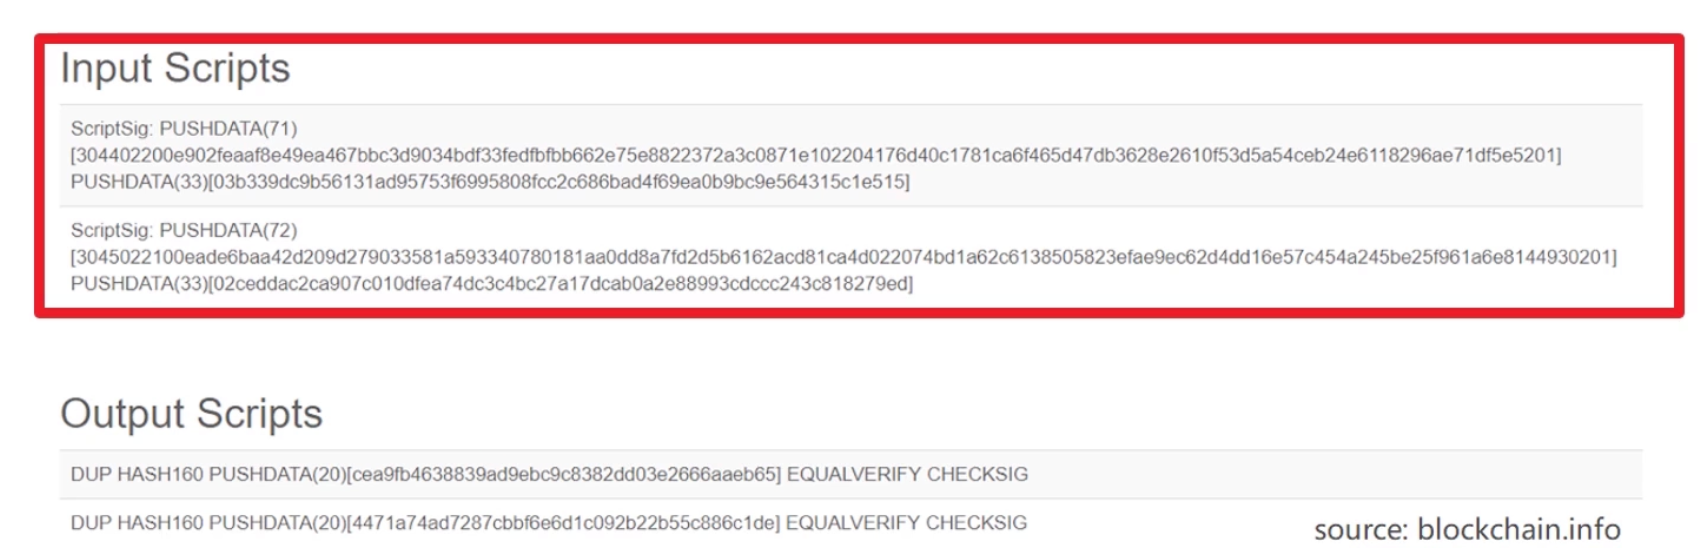 Input Scripts
ScriptSig: PUSHDATA(71)
[304402200e902feaaf8e49ea467bbc3d9034bdf33fedfbfbb662e75e8822372a3c0871e102204176d40c1781ca6f465d47db3628e2610f53d5a54ceb24e6118296ae71df5e5201]
PUSHDATA(33)[03b339dc9b56131ad95753f6995808fcc2c686bad4f69ea0b9bc9e564315c1e515]
ScriptSig: PUSHDATA(72)
[3045022100eade6baa42d209d279033581a593340780181aa0dd8a7fd2d5b6162acd81ca4d022074bd1a62c6138505823efae9ec62d4dd16e57c454a245be25f961a6e8144930201]
PUSHDATA(33)[02ceddac2ca907c010dfea74dc3c4bc27a17dcab0a2e88993cdccc243c818279ed]
Output Scripts
DUP HASH160 PUSHDATA(20)[cea9fb4638839ad9ebc9c8382dd03e2666aaeb65] EQUALVERIFY CHECKSIG
DUP HASH160 PUSHDATA(20)[4471a74ad7287cbbf6e6d1c092b22b55c886c1de] EQUALVERIFY CHECKSIG
source: blockchain.info